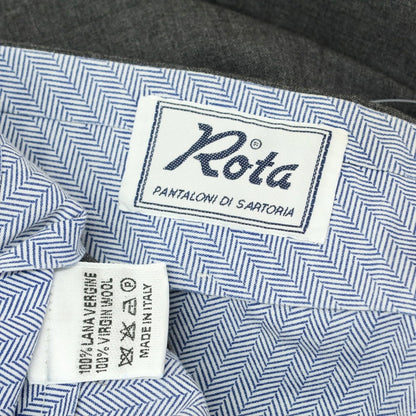 Rota®
PANTALONI DI SARTORIA
100% LANA VERGINE
100% VIRGIN WOOL
MADE IN ITALY